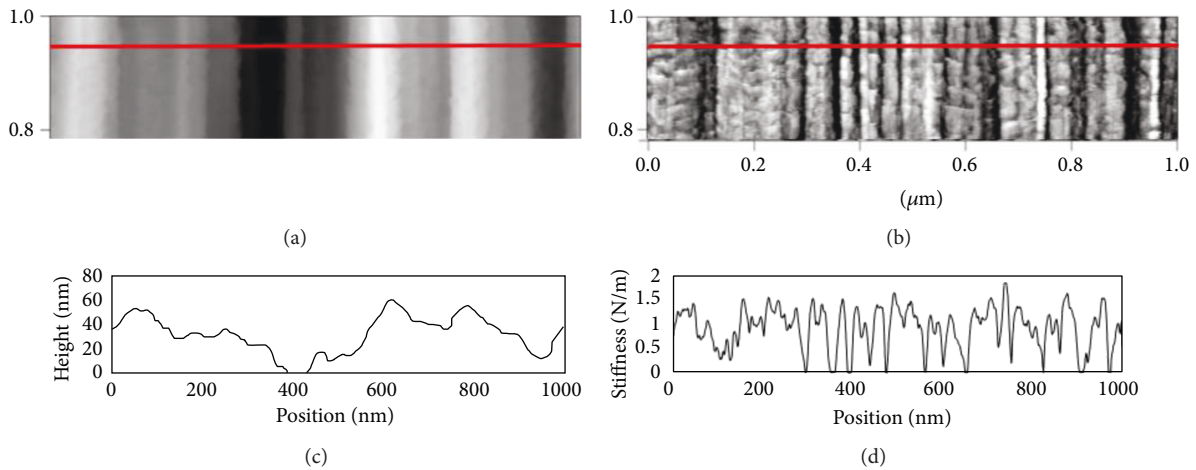 1.0
0.8
(a)
1.0
0.8
0.0 0.2 0.4 0.6 0.8 1.0
(μm)
(b)
Height (nm)
80
60
40
20
0
0 200 400 600 800 1000
Position (nm)
(c)
Stiffness (N/m)
2
1.5
1
0.5
0
0 200 400 600 800 1000
Position (nm)
(d)